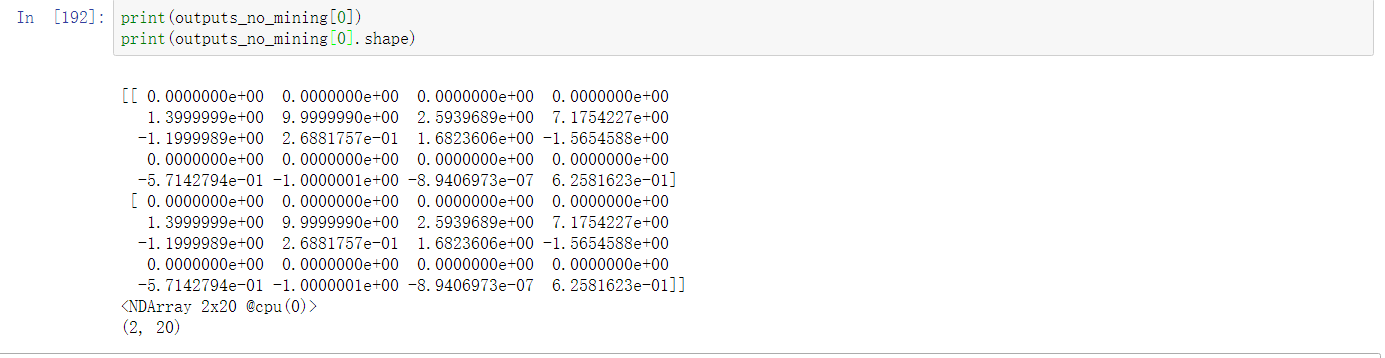 In [192]: print(outputs_no_mining[0])
print(outputs_no_mining[0].shape)
[[ 0.0000000e+00 0.0000000e+00 0.0000000e+00 0.0000000e+00
1.3999999e+00 9.9999990e+00 2.5939689e+00 7.1754227e+00
-1.1999989e+00 2.6881757e-01 1.6823606e+00 -1.5654588e+00
0.0000000e+00 0.0000000e+00 0.0000000e+00 0.0000000e+00
-5.7142794e-01 -1.0000001e+00 -8.9406973e-07 6.2581623e-01]
[ 0.0000000e+00 0.0000000e+00 0.0000000e+00 0.0000000e+00
1.3999999e+00 9.9999990e+00 2.5939689e+00 7.1754227e+00
-1.1999989e+00 2.6881757e-01 1.6823606e+00 -1.5654588e+00
0.0000000e+00 0.0000000e+00 0.0000000e+00 0.0000000e+00
-5.7142794e-01 -1.0000001e+00 -8.9406973e-07 6.2581623e-01]]
<NDArray 2x20 @cpu(0)>
(2, 20)